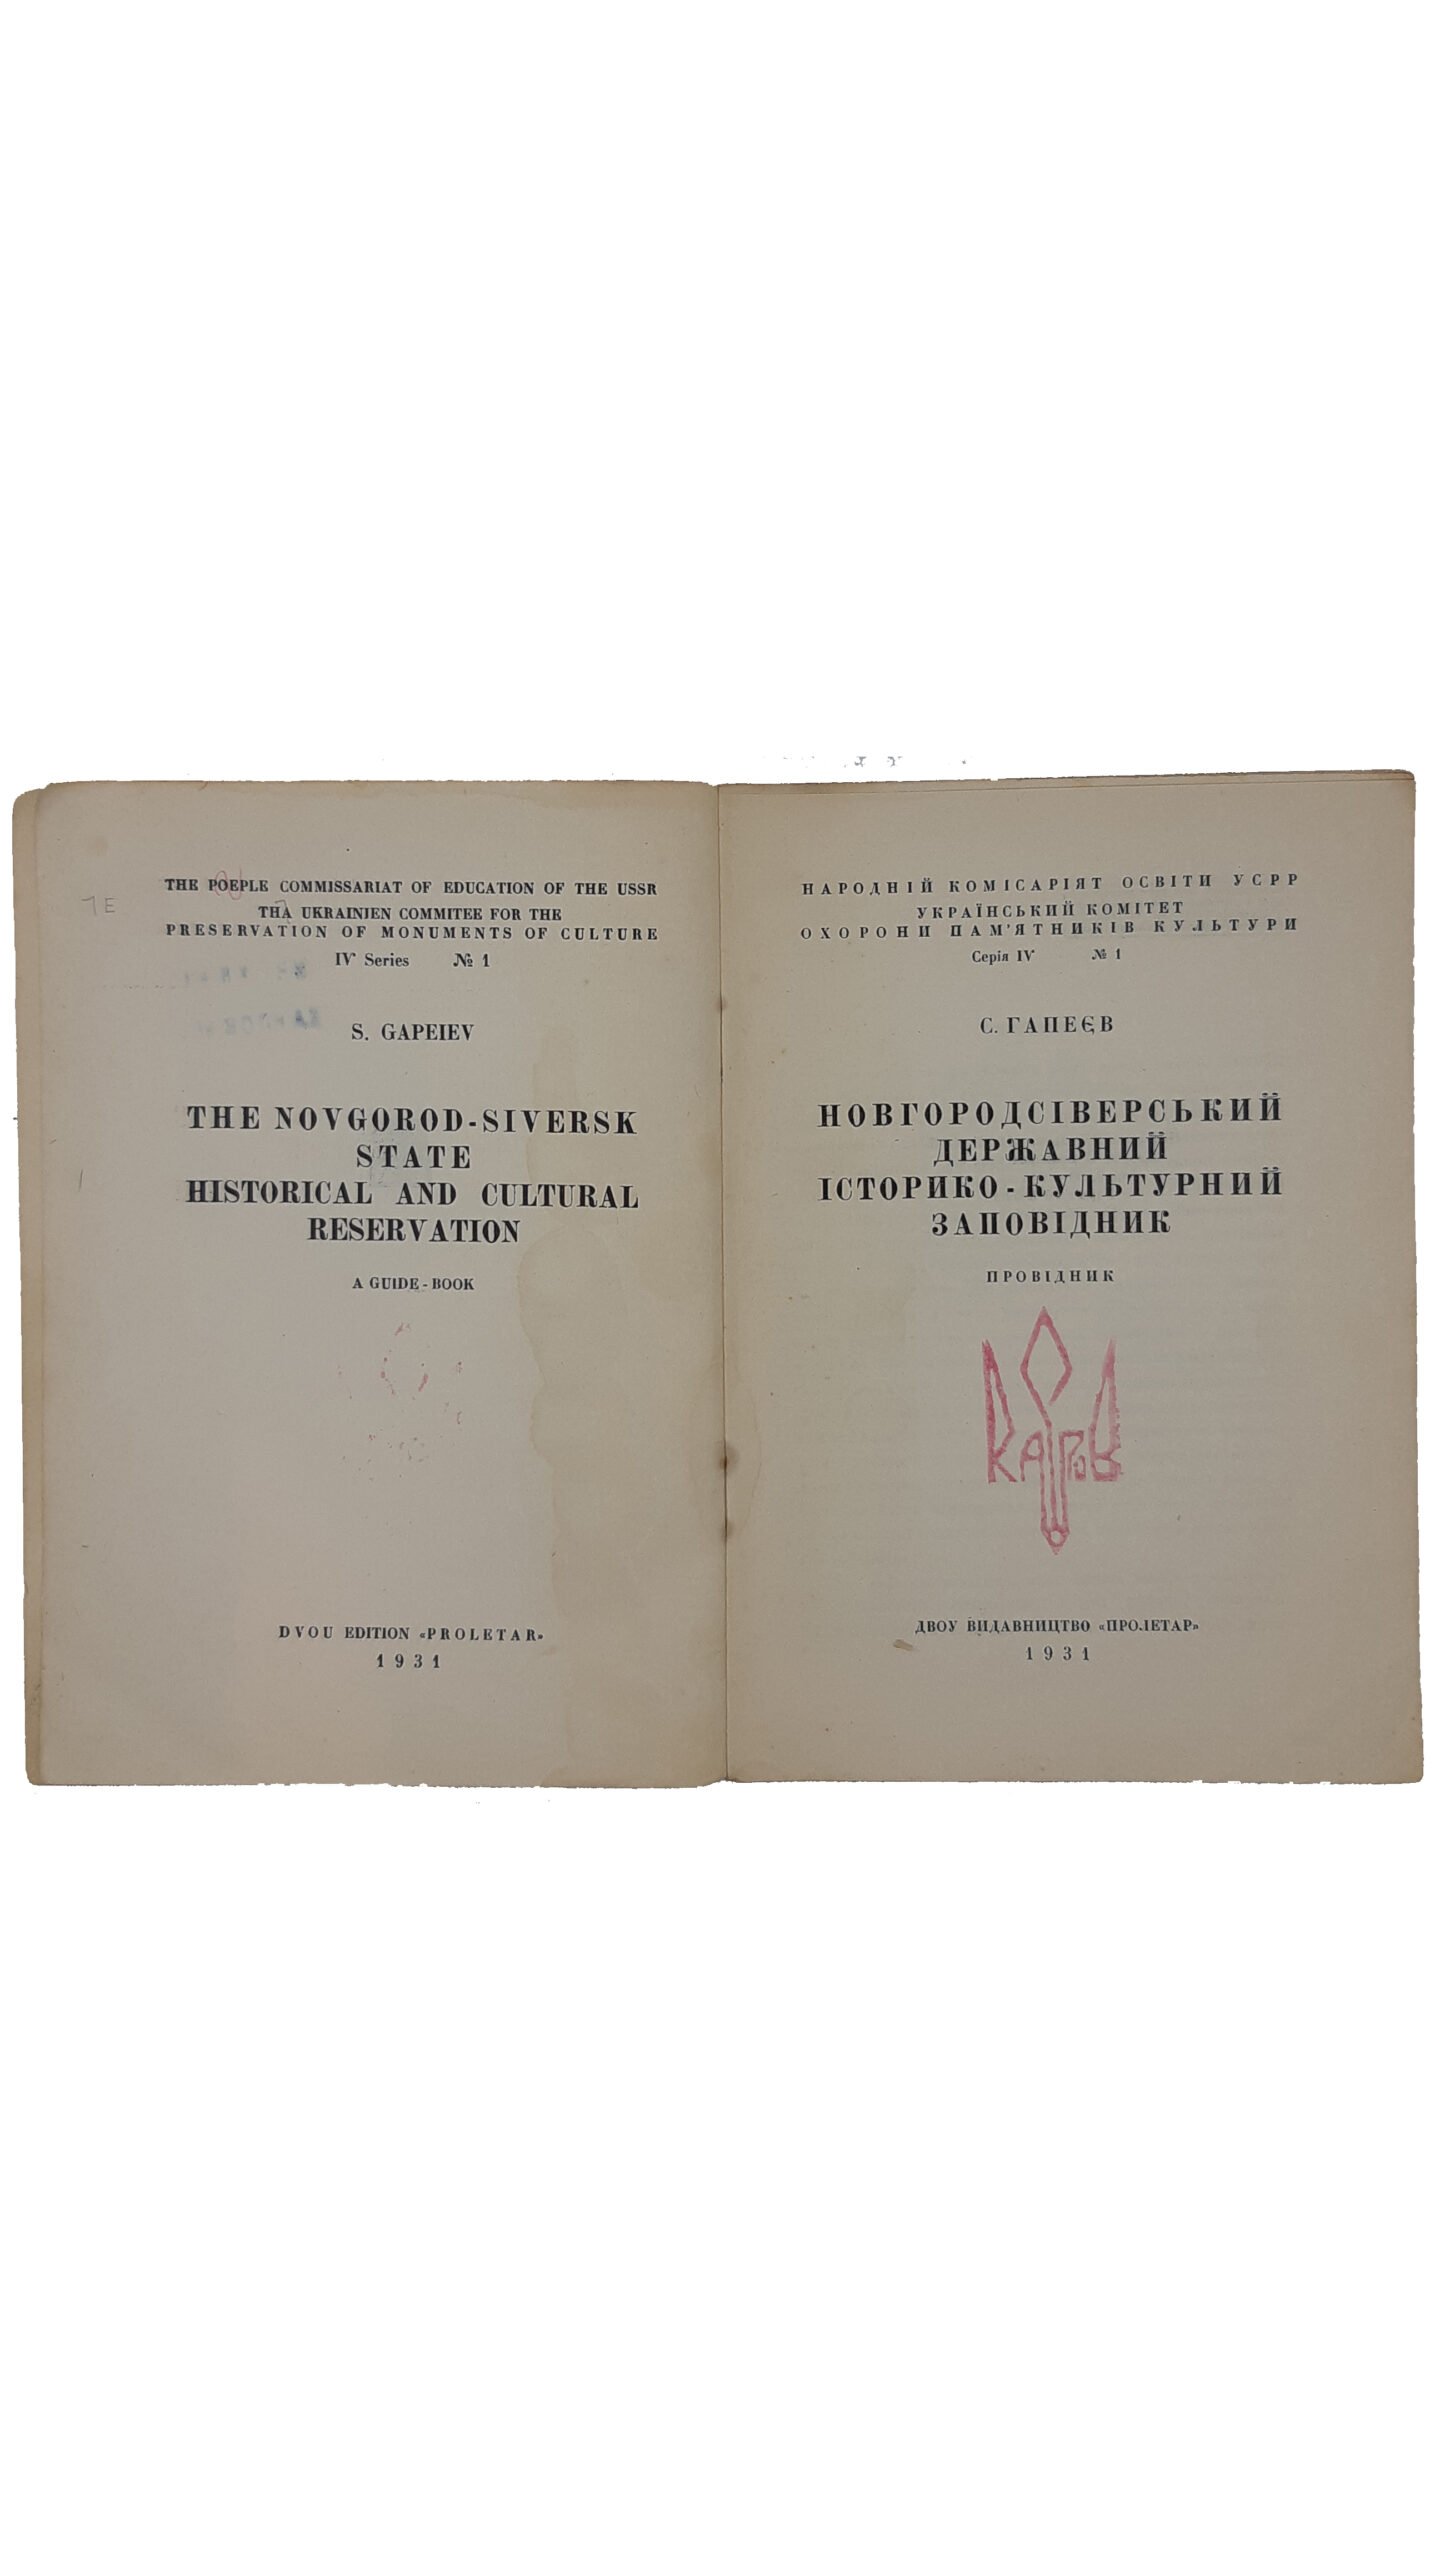 THE POEPLE COMMISSARIAT OF EDUCATION OF THE USSR
THA UKRAINIEN COMMITEE FOR THE
PRESERVATION OF MONUMENTS OF CULTURE
IV Series № 1
S. GAPEIEV
THE NOVGOROD-SIVERSK
STATE
HISTORICAL AND CULTURAL
RESERVATION
A GUIDE-BOOK
DVOU EDITION «PROLETAR»
1931
НАРОДНІЙ КОМІСАРІЯТ ОСВІТИ УСРР
УКРАЇНСЬКИЙ КОМІТЕТ
ОХОРОНИ ПАМ'ЯТНИКІВ КУЛЬТУРИ
Серія IV № 1
С. ГАПЕЄВ
НОВГОРОДСІВЕРСЬКИЙ
ДЕРЖАВНИЙ
ІСТОРИКО-КУЛЬТУРНИЙ
ЗАПОВІДНИК
ПРОВІДНИК
ДВОУ ВИДАВНИЦТВО «ПРОЛЕТАР»
1931